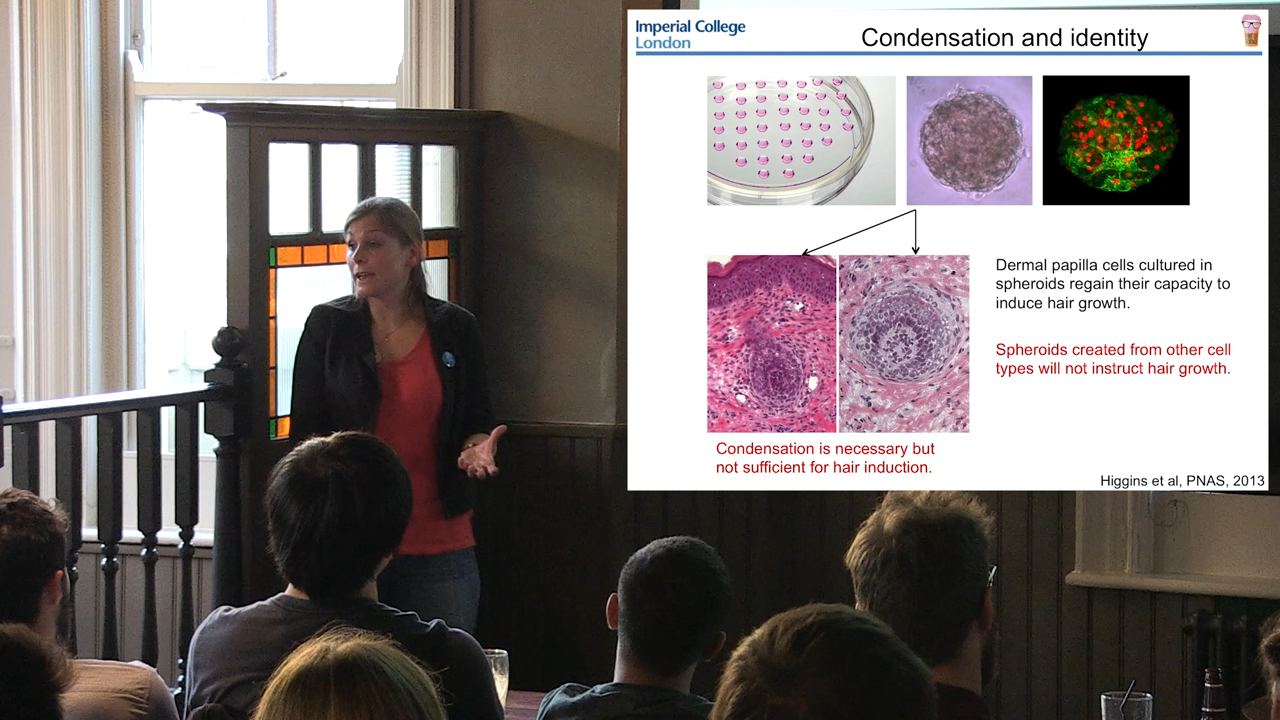 Imperial College
London
Condensation and identity
Dermal papilla cells cultured in
spheroids regain their capacity to
induce hair growth.
Spheroids created from other cell
types will not instruct hair growth.
Condensation is necessary but
not sufficient for hair induction.
Higgins et al, PNAS, 2013